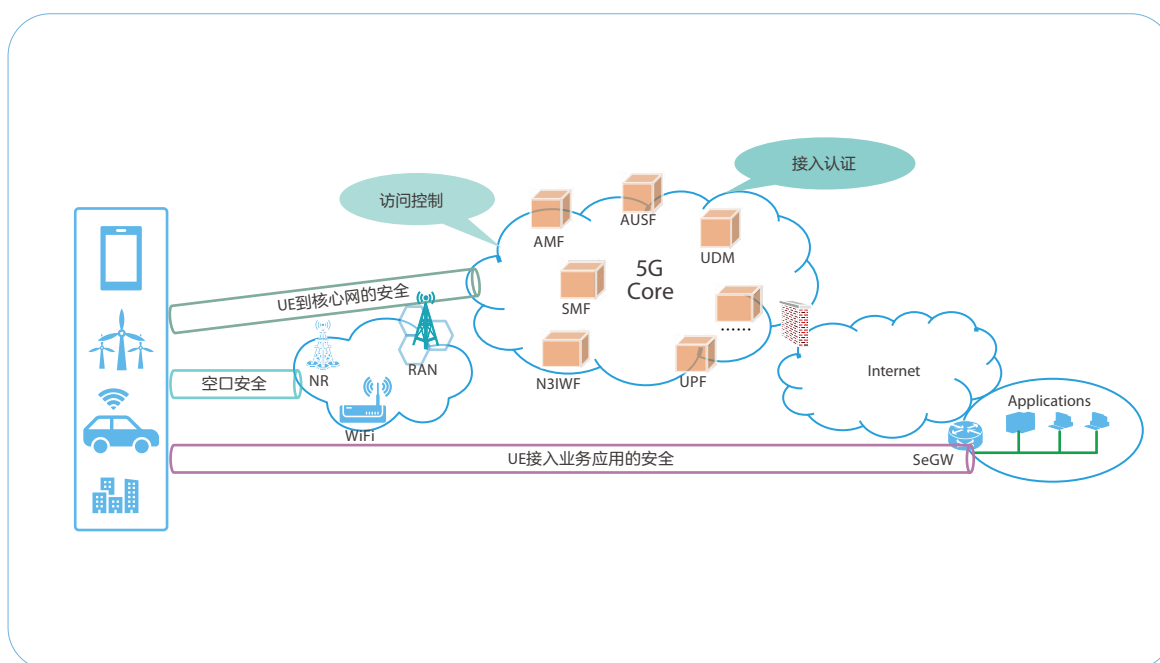 接入认证
访问控制
AMF
AUSF
UDM
5G
Core
SMF
......
N3IWF
UPF
UE到核心网的安全
RAN
NR
空口安全
WiFi
Internet
Applications
UE接入业务应用的安全
SeGW